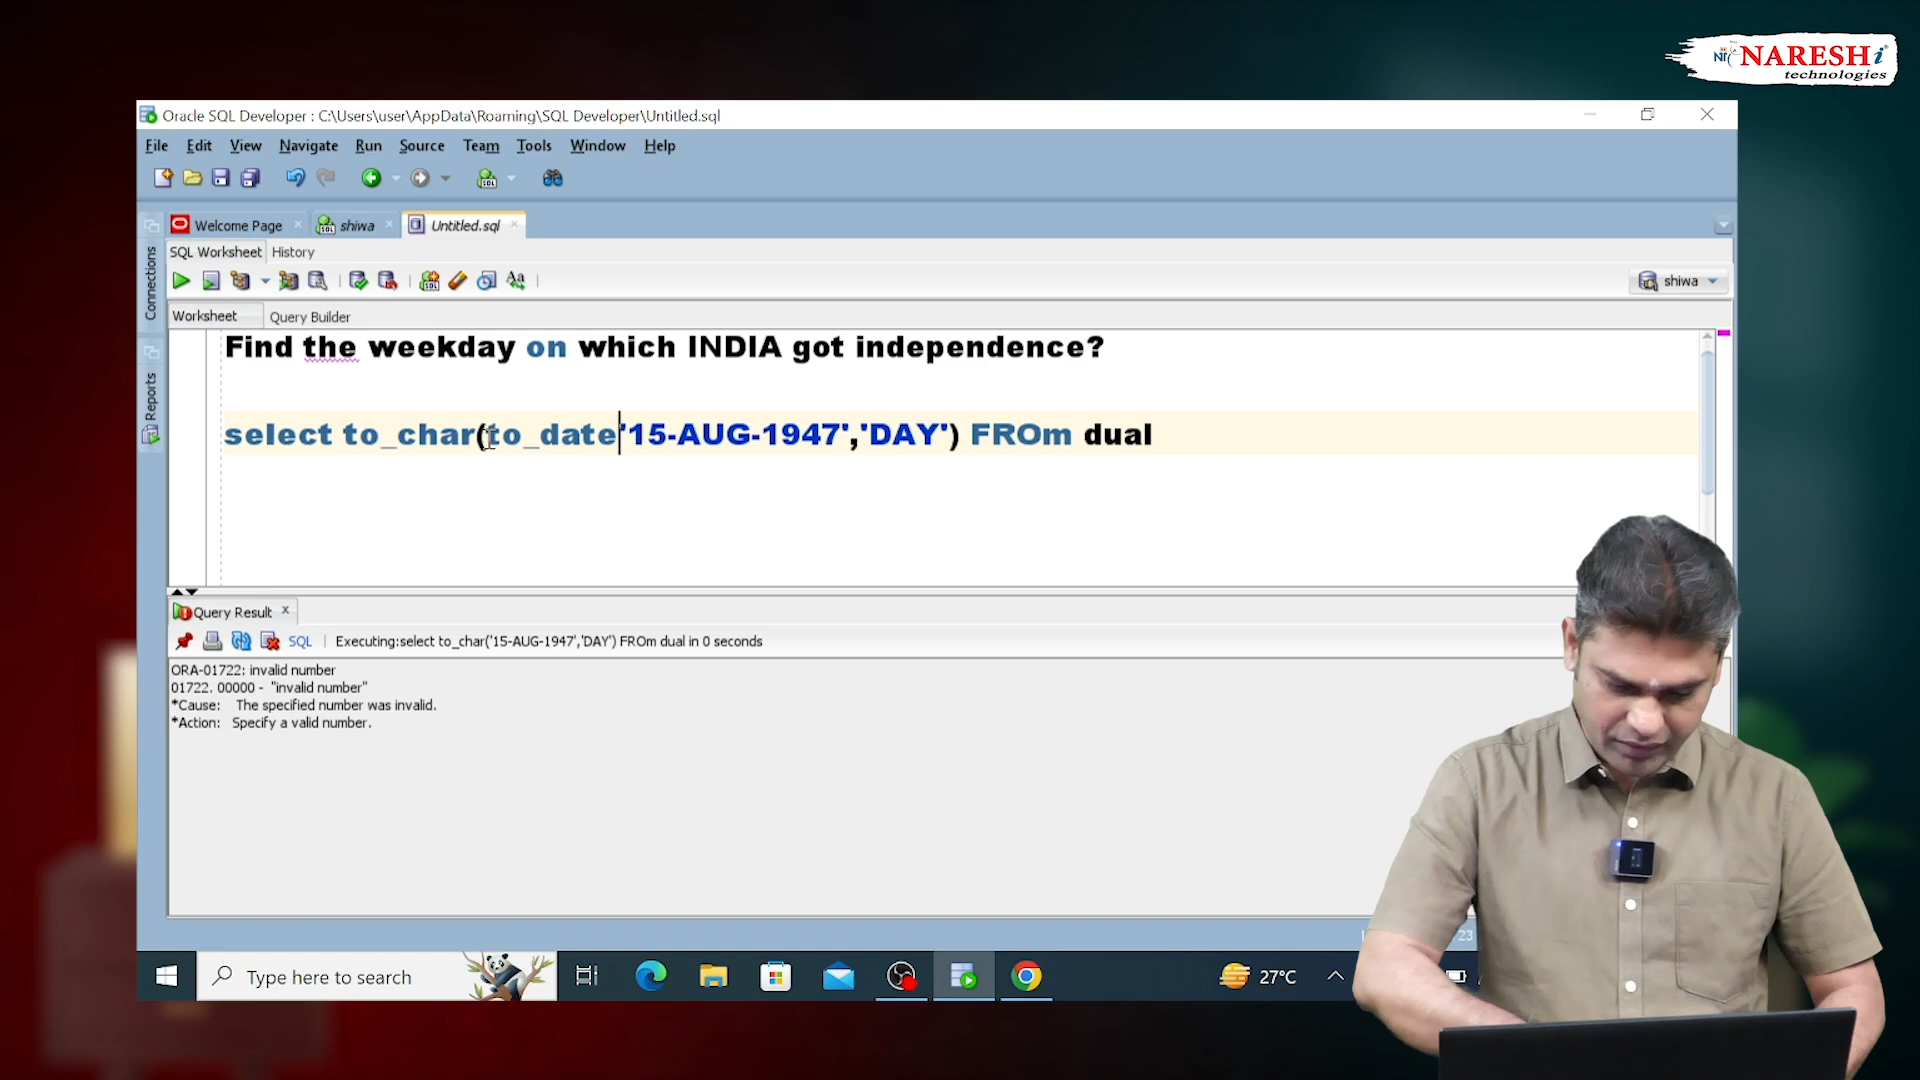 NIT NARESH i
technologies
Oracle SQL Developer : C:\Users\user\AppData\Roaming\SQL Developer\Untitled.sql
File Edit View Navigate Run Source Team Tools Window Help
Welcome Page shiwa Untitled.sql
SQL Worksheet History
shiwa
Worksheet Query Builder
Connections
Reports
Find the weekday on which INDIA got independence?
select to_char(to_date'15-AUG-1947','DAY') FROm dual
Query Result
SQL Executing:select to_char('15-AUG-1947','DAY') FROm dual in 0 seconds
ORA-01722: invalid number
01722. 00000 - "invalid number"
*Cause: The specified number was invalid.
*Action: Specify a valid number.
23
Type here to search
27°C